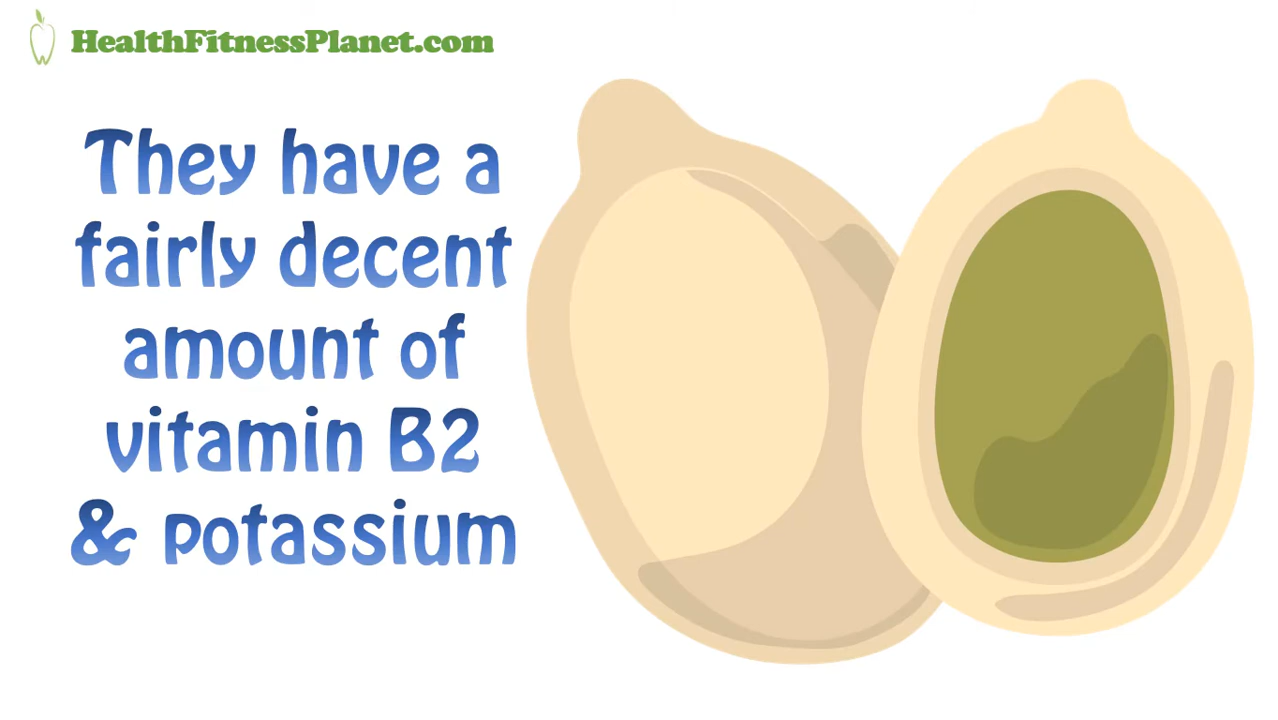 HealthFitnessPlanet.com
They have a
fairly decent
amount of
vitamin B2
& potassium